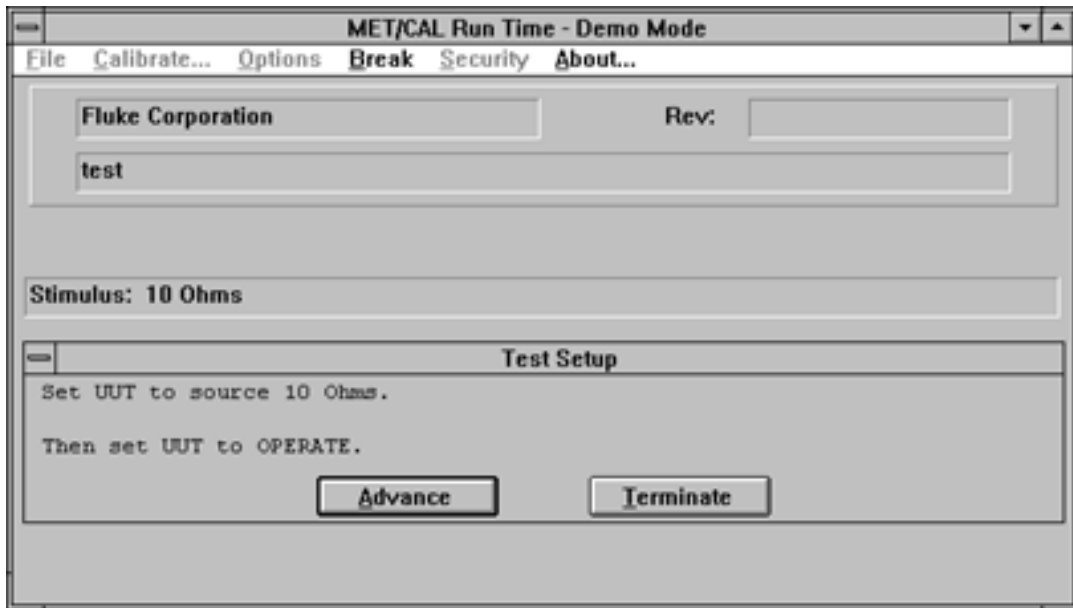 MET/CAL Run Time - Demo Mode
File Calibrate... Options Break Security About...
Fluke Corporation Rev:
test
Stimulus: 10 Ohms
Test Setup
Set UUT to source 10 Ohms.
Then set UUT to OPERATE.
Advance Terminate